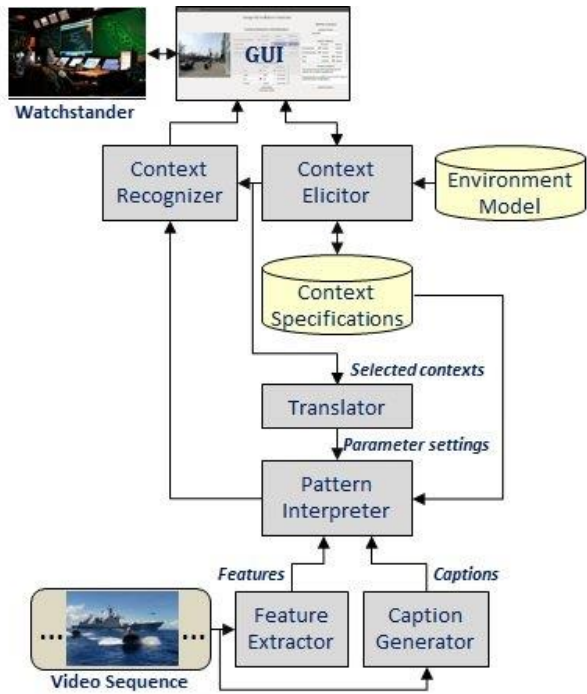 GUI
Watchstander
Context
Recognizer
Context
Elicitor
Environment
Model
Context
Specifications
Selected contexts
Translator
Parameter settings
Pattern
Interpreter
Features
Captions
...
...
Feature
Extractor
Caption
Generator
Video Sequence